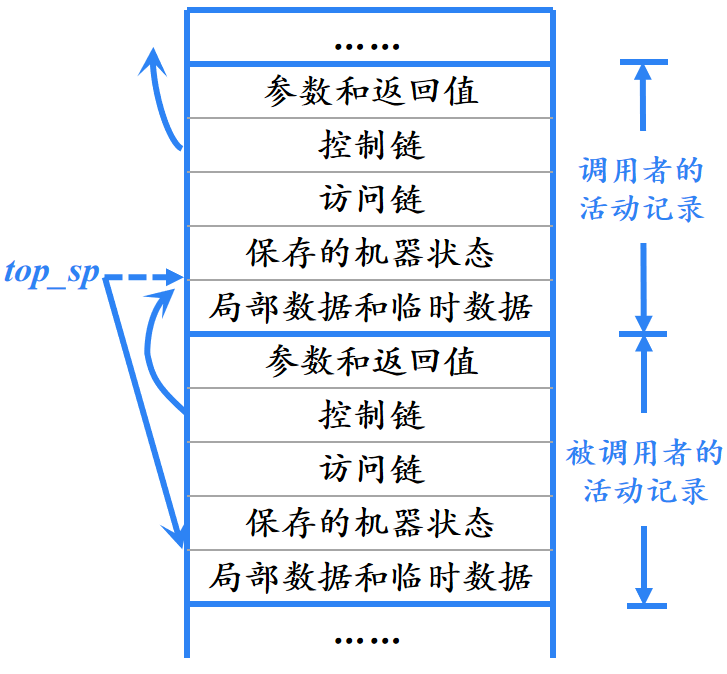 ……
参数和返回值
控制链
访问链
保存的机器状态
局部数据和临时数据
参数和返回值
控制链
访问链
保存的机器状态
局部数据和临时数据
……
top_sp
调用者的
活动记录
被调用者的
活动记录